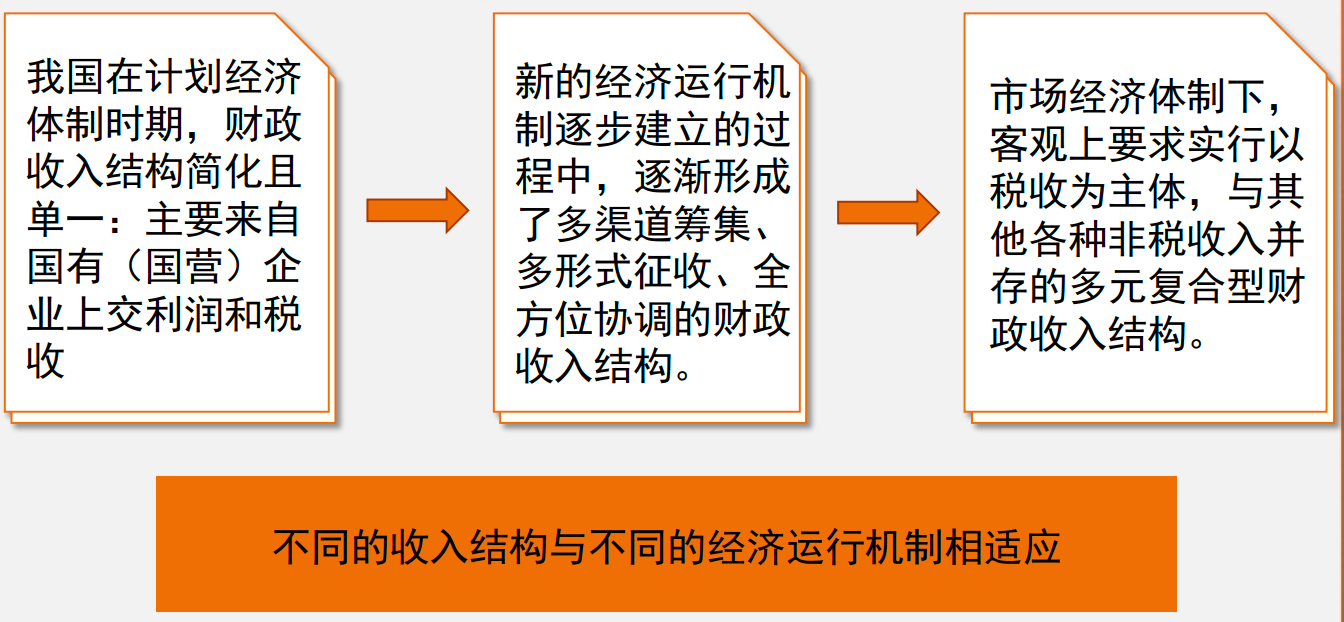 我国在计划经济
体制时期，财政
收入结构简化且
单一：主要来自
国有（国营）企
业上交利润和税
收
新的经济运行机
制逐步建立的过
程中，逐渐形成
了多渠道筹集、
多形式征收、全
方位协调的财政
收入结构。
市场经济体制下，
客观上要求实行以
税收为主体，与其
他各种非税收入并
存的多元复合型财
政收入结构。
不同的收入结构与不同的经济运行机制相适应